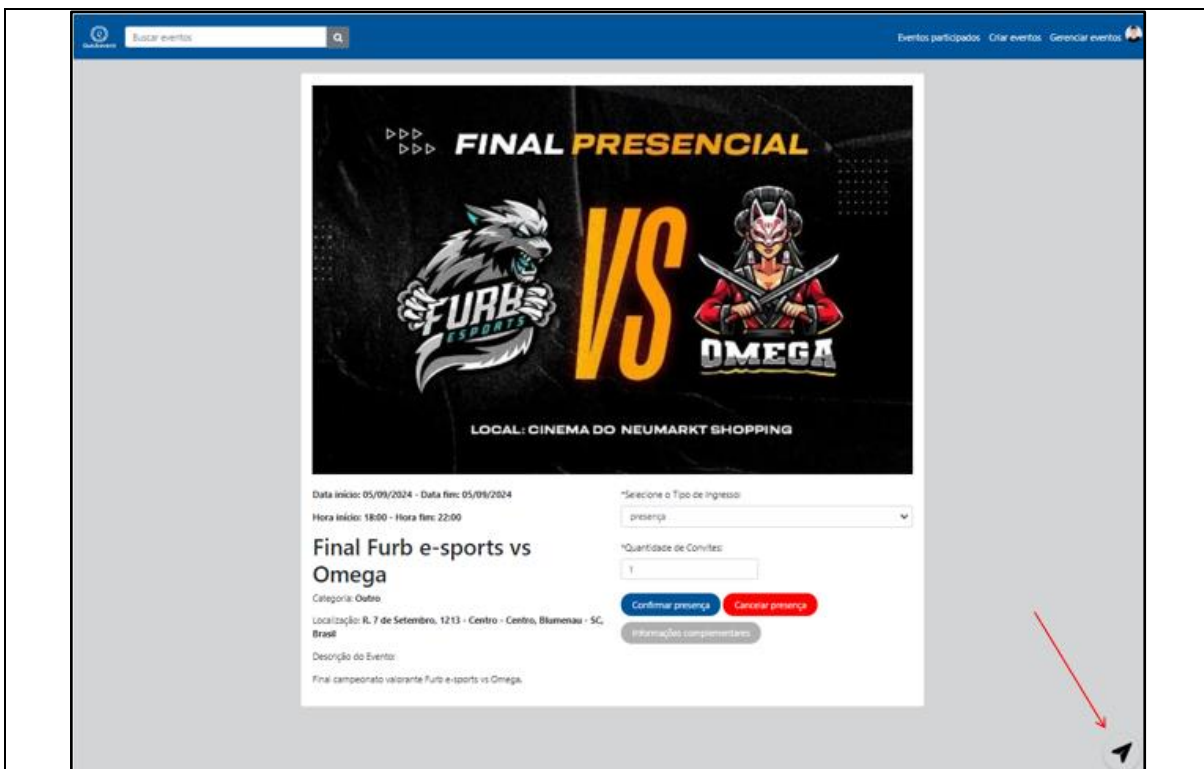 Buscar eventos
Eventos participados Criar eventos Gerenciar eventos
FINAL PRESENCIAL
VS
FURB
ESPORTS
OMEGA
LOCAL: CINEMA DO NEUMARKT SHOPPING
Data início: 05/09/2024 - Data fim: 05/09/2024
Hora início: 18:00 - Hora fim: 22:00
Final Furb e-sports vs
Omega
Categoria: Outro
Localização: R. 7 de Setembro, 1213 - Centro - Centro, Blumenau - SC,
Brasil
Descrição do Evento:
Final campeonato valorante Furb e-sports vs Omega.
*Selecione o Tipo de Ingresso:
presença
*Quantidade de Convites:
1
Confirmar presença Cancelar presença
Informações complementares